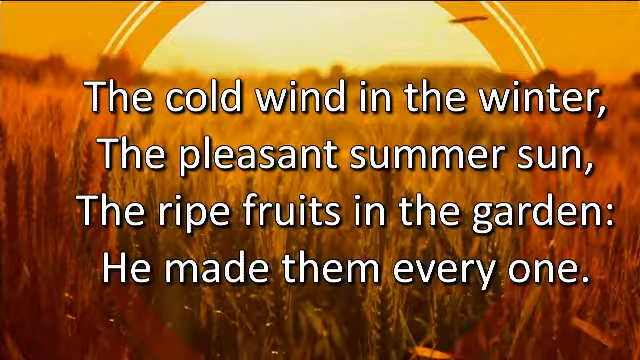 The cold wind in the winter,
The pleasant summer sun,
The ripe fruits in the garden:
He made them every one.